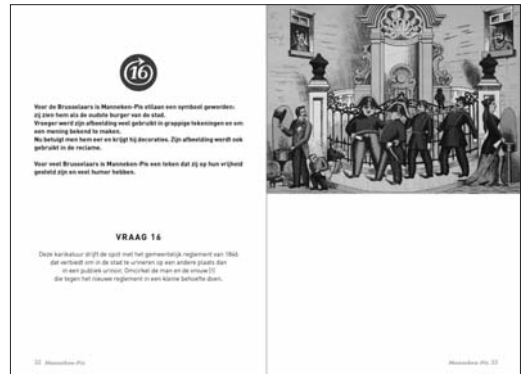 16
Voor de Brusselaars is Manneken-Pis stilaan een symbool geworden:
zij zien hem als de oudste burger van de stad.
Vroeger werd zijn afbeelding veel gebruikt in grappige tekeningen en om
een mening bekend te maken.
Nu betuigt men hem eer en krijgt hij decoraties. Zijn afbeelding werdt ook
gebruikt in de reclame.
Voor veel Brusselaars is Manneken-Pis een teken dat zij op hun vrijheid
gesteld zijn en veel humor hebben.
VRAAG 16
Deze karikatuur drijft de spot met het gemeentelijk reglement van 1846
dat verbiedt om in de stad te urineren op een andere plaats dan
in een publiek urinoir. Omcirkel de man en de vrouw (!)
die tegen het nieuwe reglement in een kleine behoefte doen.
32 Manneken-Pis
Manneken-Pis 33